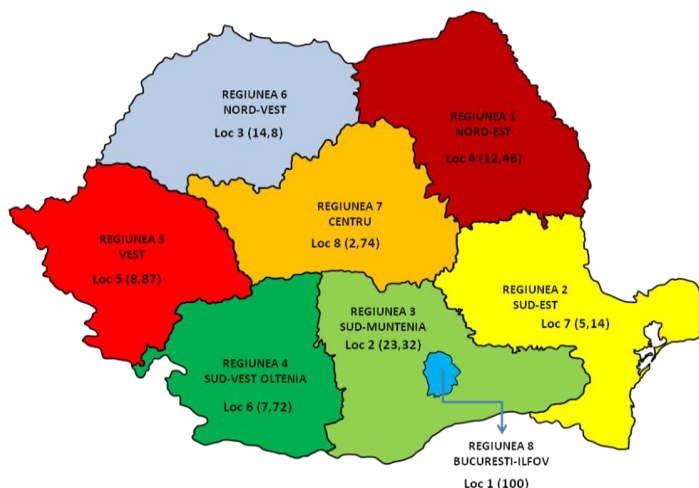 REGIUNEA 6
NORD-VEST
Loc 3 (14,8)
REGIUNEA 1
NORD-EST
Loc 4 (12,46)
REGIUNEA 7
CENTRU
Loc 8 (2,74)
REGIUNEA 5
VEST
Loc 5 (8,87)
REGIUNEA 2
SUD-EST
Loc 7 (5,14)
REGIUNEA 3
SUD-MUNTENIA
Loc 2 (23,32)
REGIUNEA 4
SUD-VEST OLTENIA
Loc 6 (7,72)
REGIUNEA 8
BUCURESTI-ILFOV
Loc 1 (100)